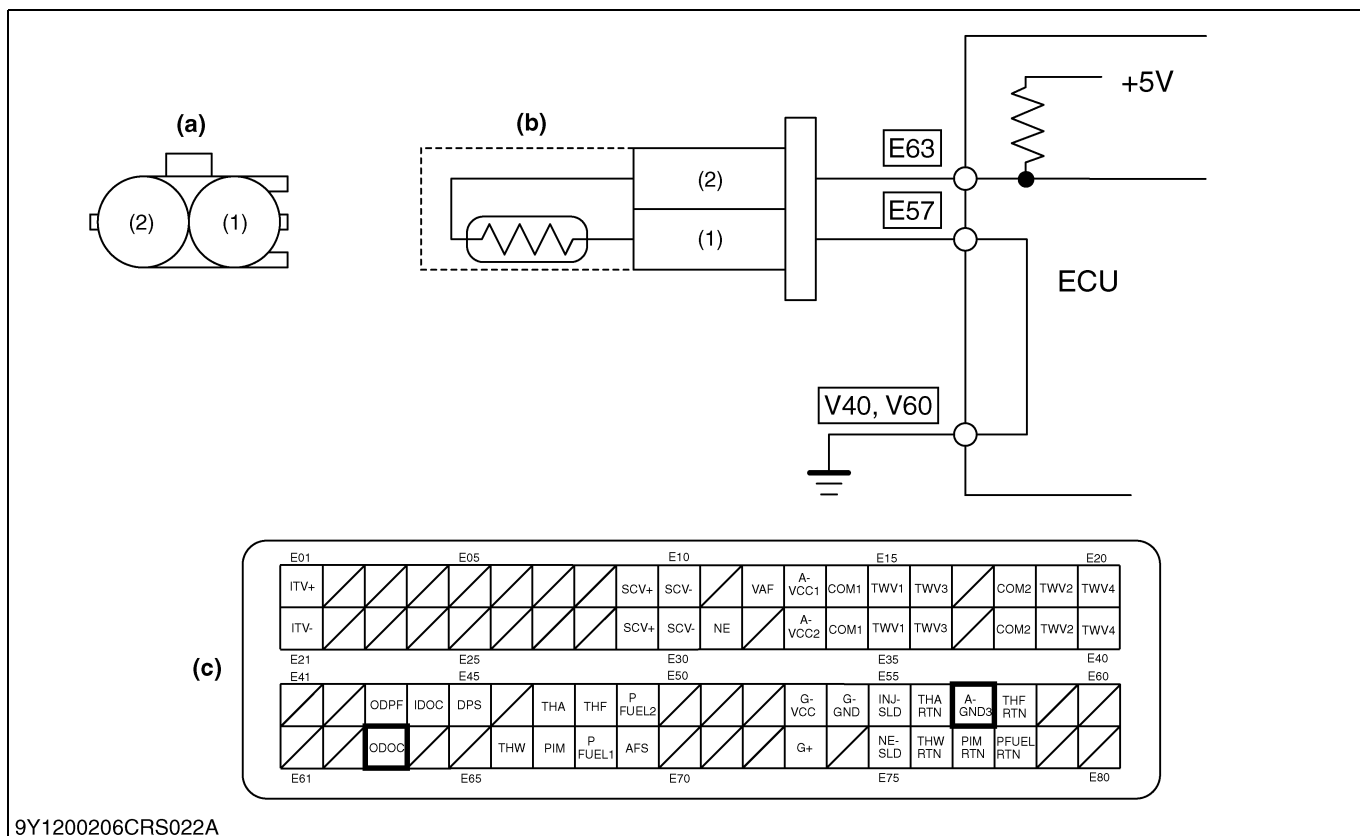 (a)
(2) (1)
(b)
(2)
(1)
E63
E57
+5V
ECU
V40, V60
(c)
E01 E05 E10 E15 E20
ITV+ SCV+ SCV- VAF A-VCC1 COM1 TWV1 TWV3 COM2 TWV2 TWV4
ITV- SCV+ SCV- NE A-VCC2 COM1 TWV1 TWV3 COM2 TWV2 TWV4
E21 E25 E30 E35 E40
E41 E45 E50 E55 E60
ODPF IDOC DPS THA THF P FUEL2 G-VCC G-GND INJ-SLD THA RTN A-GND3 THF RTN
ODOC THW PIM P FUEL1 AFS G+ NE-SLD THW RTN PIM RTN PFUEL RTN
E61 E65 E70 E75 E80
9Y1200206CRS022A